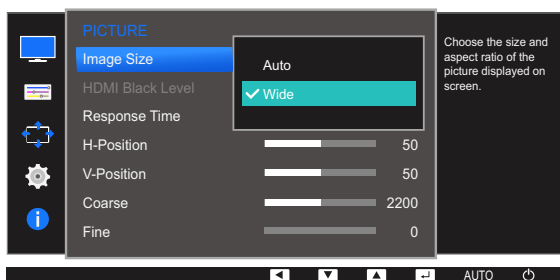 PICTURE
Image Size
Auto
Wide
HDMI Black Level
Response Time
H-Position 50
V-Position 50
Coarse 2200
Fine 0
Choose the size and
aspect ratio of the
picture displayed on
screen.
AUTO